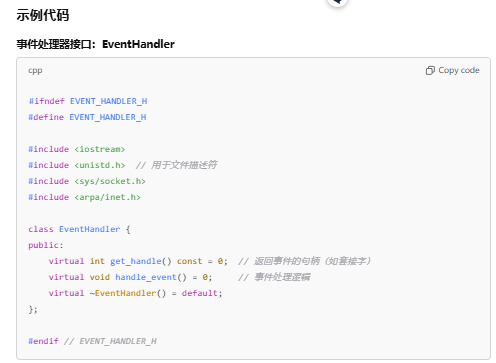 示例代码
事件处理器接口：EventHandler
cpp
Copy code
#ifndef EVENT_HANDLER_H
#define EVENT_HANDLER_H
#include <iostream>
#include <unistd.h>  // 用于文件描述符
#include <sys/socket.h>
#include <arpa/inet.h>
class EventHandler {
public:
    virtual int get_handle() const = 0;  // 返回事件的句柄（如套接字）
    virtual void handle_event() = 0;     // 事件处理逻辑
    virtual ~EventHandler() = default;
};
#endif // EVENT_HANDLER_H